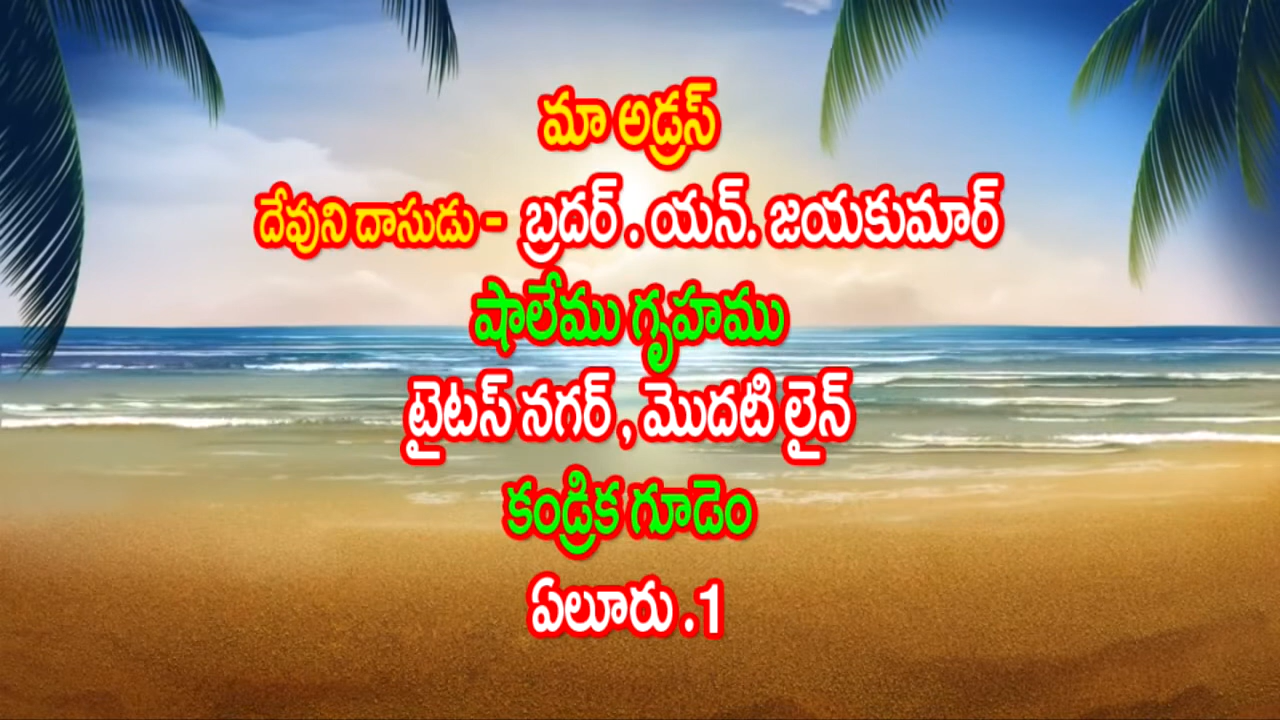 మా అడ్రస్
దేవుని దాసుడు - బ్రదర్ . యన్. జయకుమార్
షాలేము గృహము
టైటస్ నగర్ , మొదటి లైన్
కండ్రిక గూడెం
ఏలూరు .1